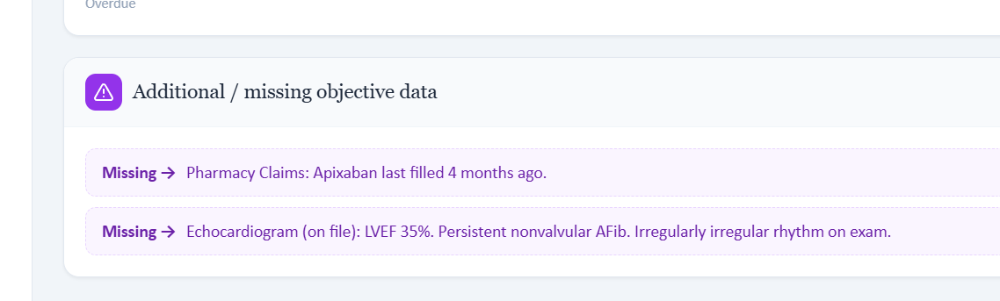 Overdue
Additional / missing objective data
Missing → Pharmacy Claims: Apixaban last filled 4 months ago.
Missing → Echocardiogram (on file): LVEF 35%. Persistent nonvalvular AFib. Irregularly irregular rhythm on exam.